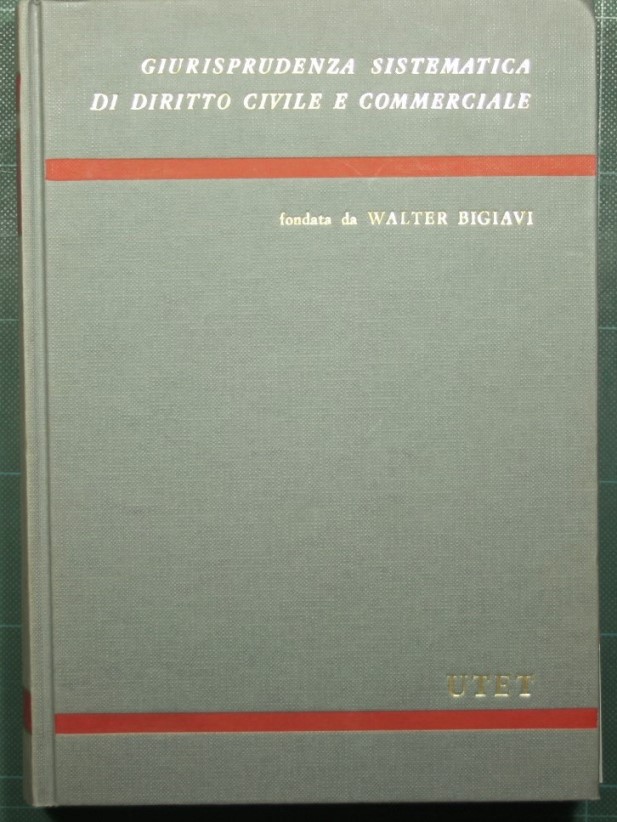 GIURISPRUDENZA SISTEMATICA
DI DIRITTO CIVILE E COMMERCIALE
fondata da WALTER BIGIAVI
UTET